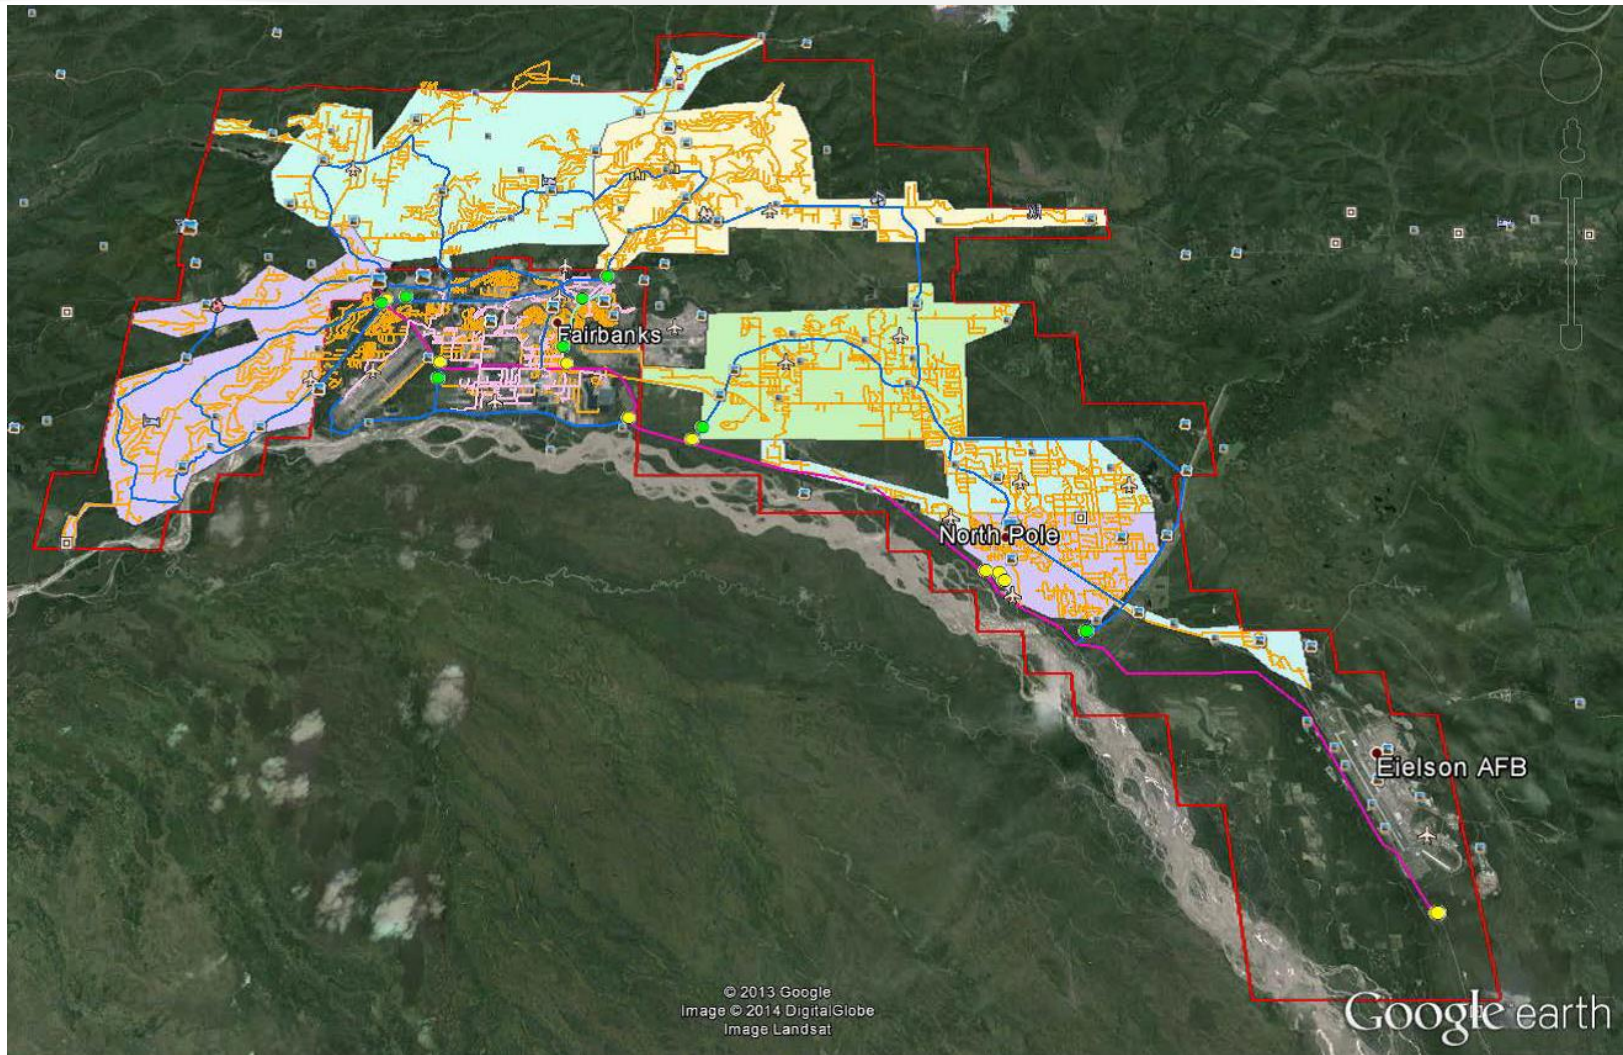 Fairbanks
North Pole
Eielson AFB
© 2013 Google
Image © 2014 DigitalGlobe
Image Landsat
Google earth